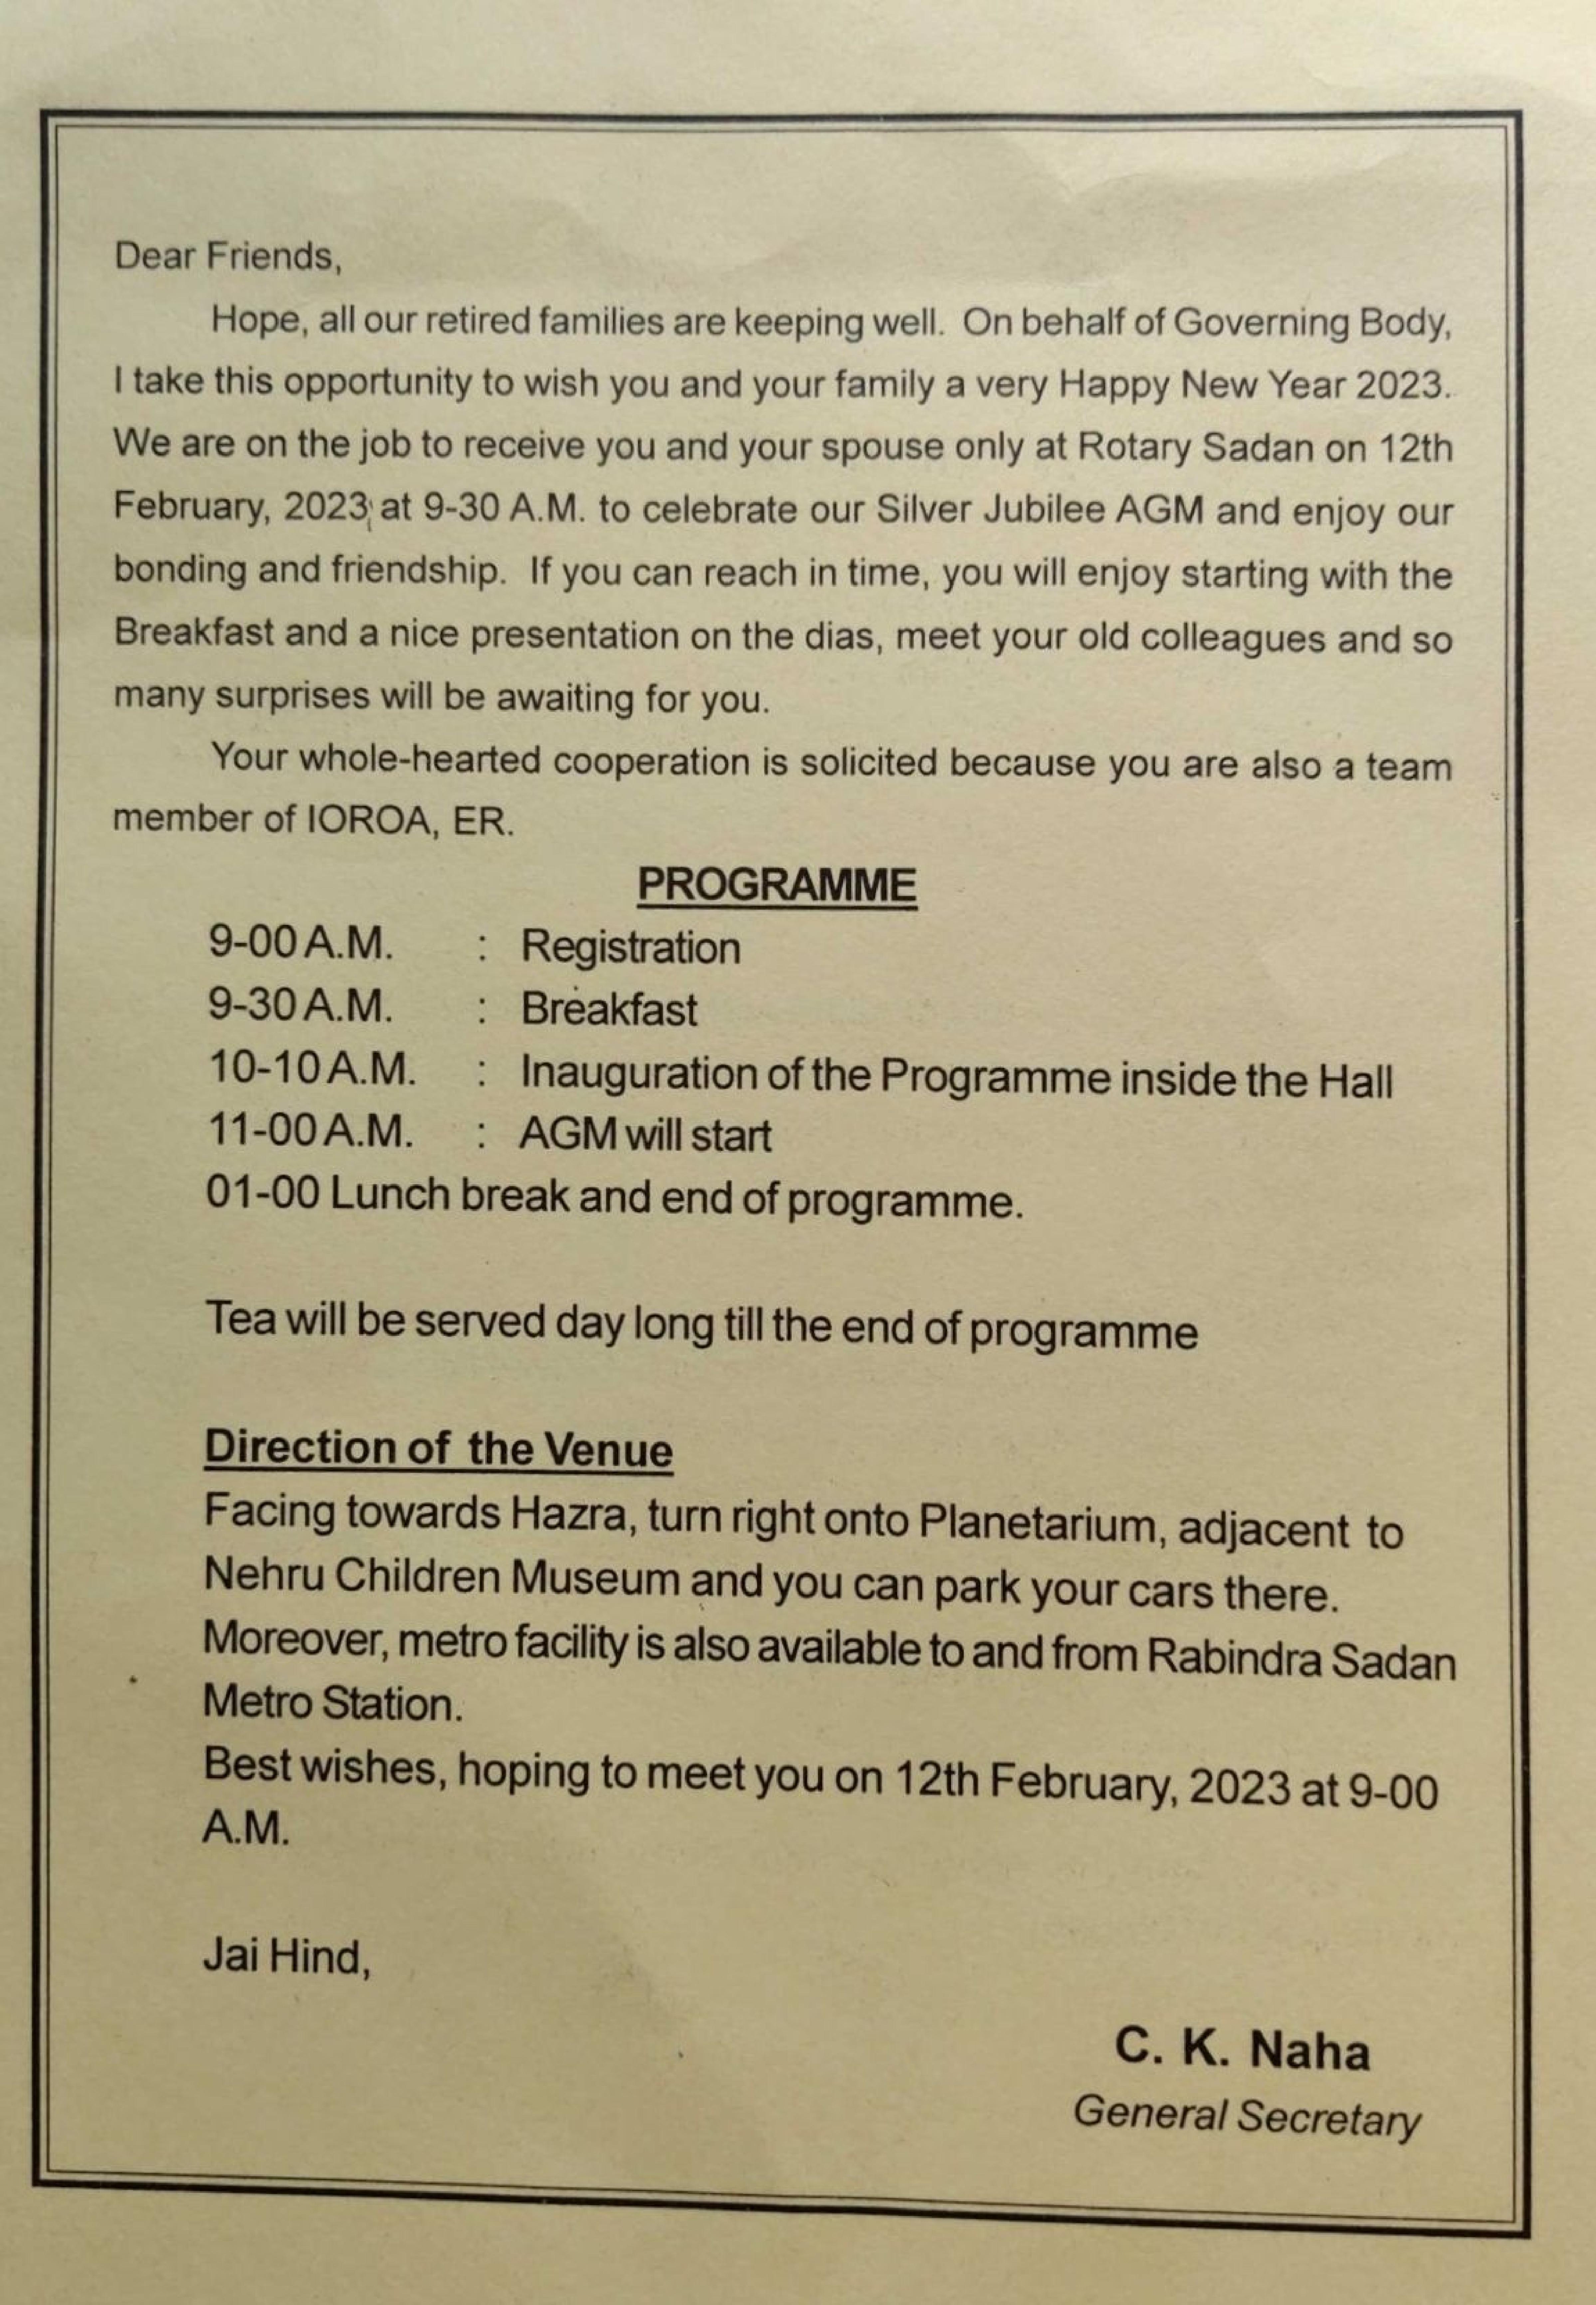 Dear Friends,
Hope, all our retired families are keeping well. On behalf of Governing Body,
I take this opportunity to wish you and your family a very Happy New Year 2023.
We are on the job to receive you and your spouse only at Rotary Sadan on 12th
February, 2023; at 9-30 A.M. to celebrate our Silver Jubilee AGM and enjoy our
bonding and friendship. If you can reach in time, you will enjoy starting with the
Breakfast and a nice presentation on the dias, meet your old colleagues and so
many surprises will be awaiting for you.
Your whole-hearted cooperation is solicited because you are also a team
member of IOROA, ER.
PROGRAMME
9-00 A.M. : Registration
9-30 A.M. : Breakfast
10-10 A.M. : Inauguration of the Programme inside the Hall
11-00 A.M. : AGM will start
01-00 Lunch break and end of programme.
Tea will be served day long till the end of programme
Direction of the Venue
Facing towards Hazra, turn right onto Planetarium, adjacent to
Nehru Children Museum and you can park your cars there.
Moreover, metro facility is also available to and from Rabindra Sadan
Metro Station.
Best wishes, hoping to meet you on 12th February, 2023 at 9-00
A.M.
Jai Hind,
C. K. Naha
General Secretary